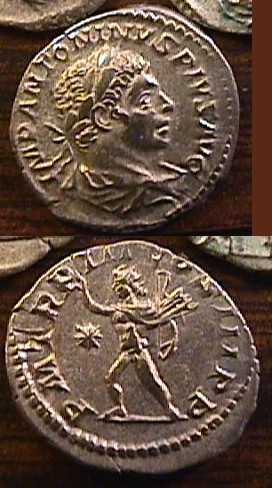 IMP ANTONINVS PIVS AVG
P M TR P III COS III P P